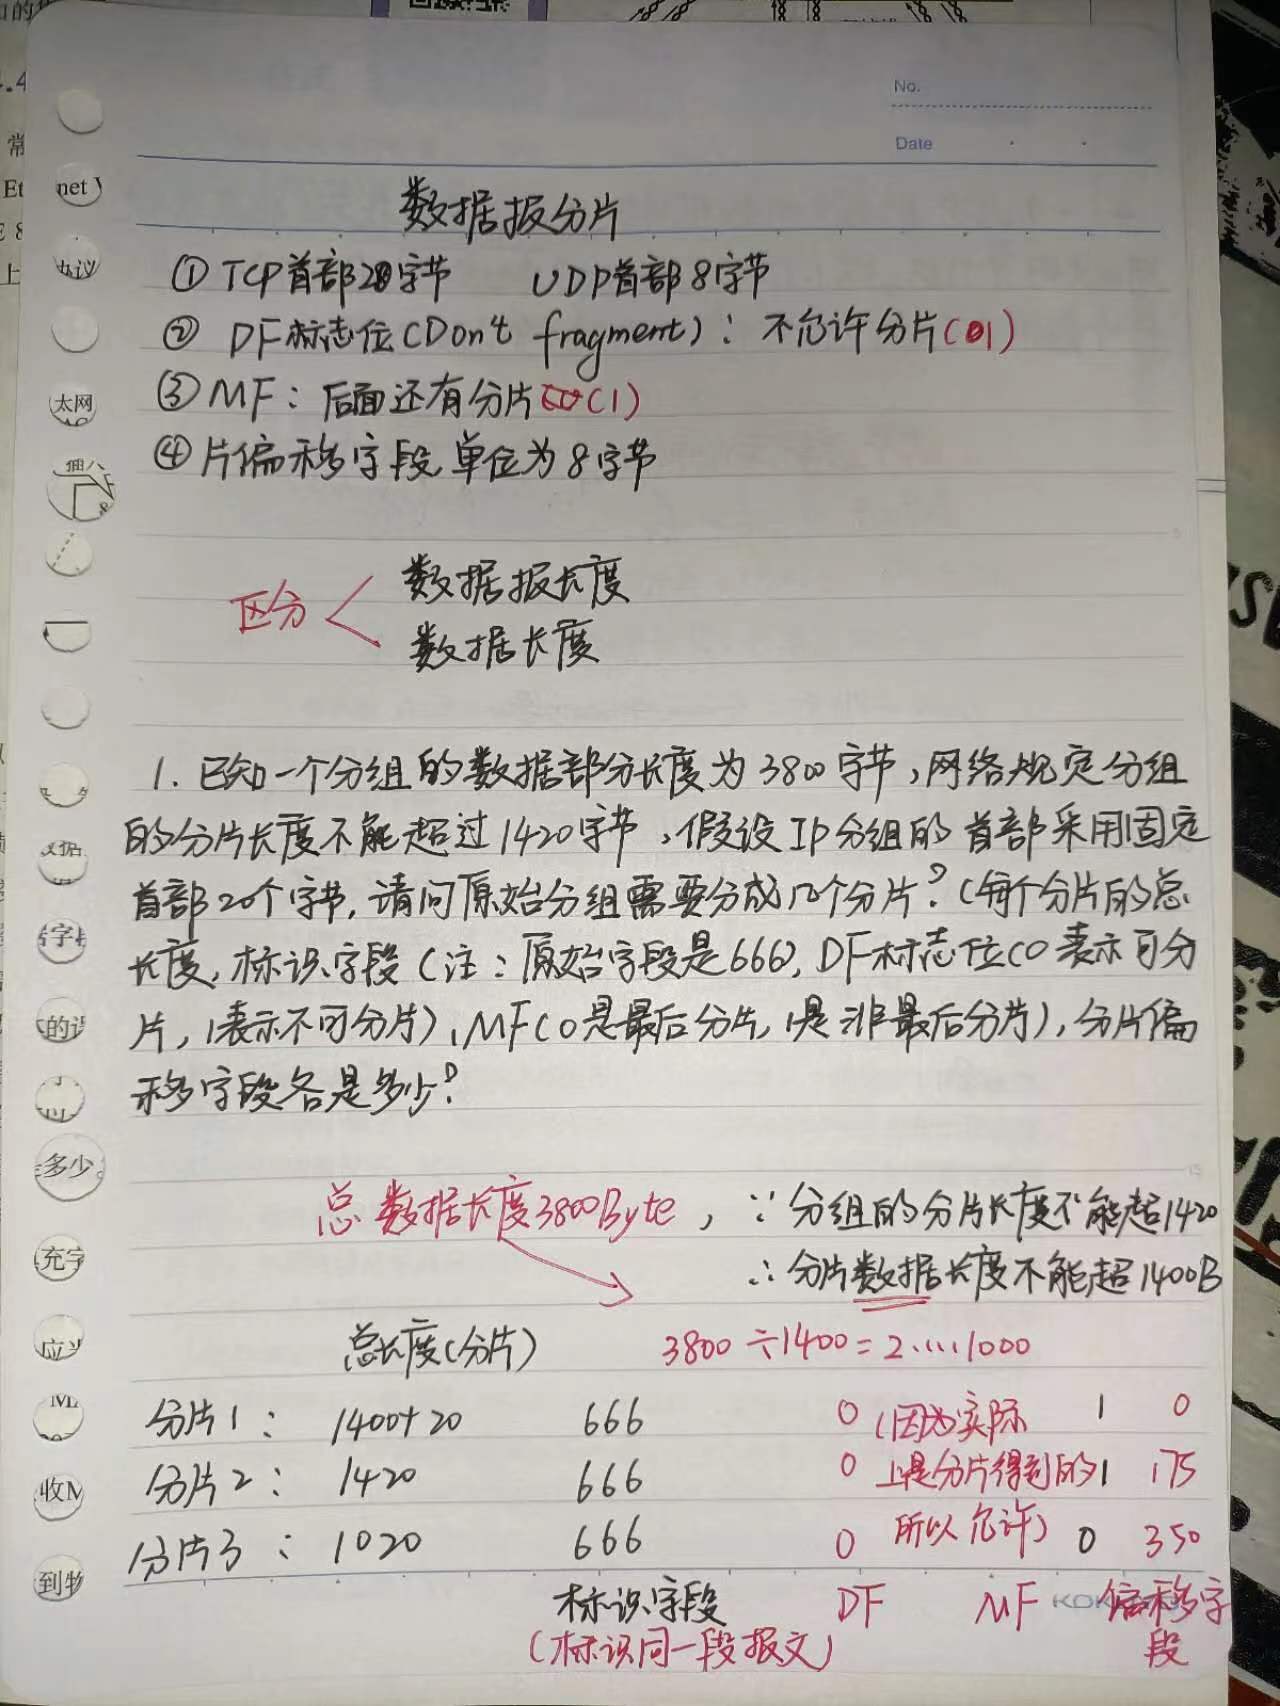 No.
Date
数据报分片
① TCP首部20字节 UDP首部8字节
② DF标志位(Don't fragment): 不允许分片(1)
③ MF: 后面还有分片(1)
④ 片偏移字段单位为8字节
区分 数据报长度
数据长度
1. 已知一个分组的数据部分长度为3800字节,网络规定分组
的分片长度不能超过1420字节,假设IP分组的首部采用固定
首部20个字节,请问原始分组需要分成几个分片?(每个分片的总
长度,标识字段(注:原始字段是666),DF标志位(0表示可分
片,1表示不可分片),MF(0是最后分片,1是非最后分片),分片偏
移字段各是多少?
总数据长度3800Byte, ∵分组的分片长度不能超1420
∴分片数据长度不能超1400B
总长度(分片) 3800÷1400=2....1000
分片1: 1400+20 666 0 (因为实际 1 0
分片2: 1420 666 0 上是分片得到的 1 175
分片3: 1020 666 0 所以允许) 0 350
标识字段 DF MF 偏移字
(标识同一段报文) 段
net
协议
太网
的
多少
充字
应
收M
到